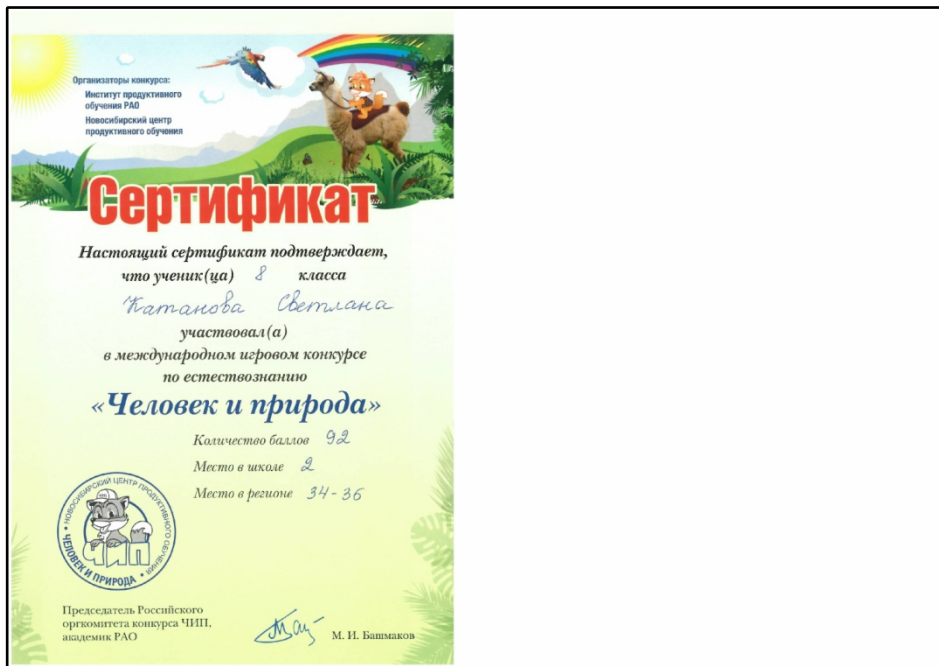 Организаторы конкурса:
Институт продуктивного
обучения РАО
Новосибирский центр
продуктивного обучения
Сертификат
Настоящий сертификат подтверждает,
что ученик(ца) 8 класса
Катанова Светлана
участвовал(а)
в международном игровом конкурсе
по естествознанию
«Человек и природа»
Количество баллов 92
Место в школе 2
Место в регионе 34-36
• НОВОСИБИРСКИЙ ЦЕНТР ПРОДУКТИВНОГО ОБУЧЕНИЯ •
ЧИП
ЧЕЛОВЕК И ПРИРОДА
Председатель Российского
оргкомитета конкурса ЧИП,
академик РАО
М. И. Башмаков